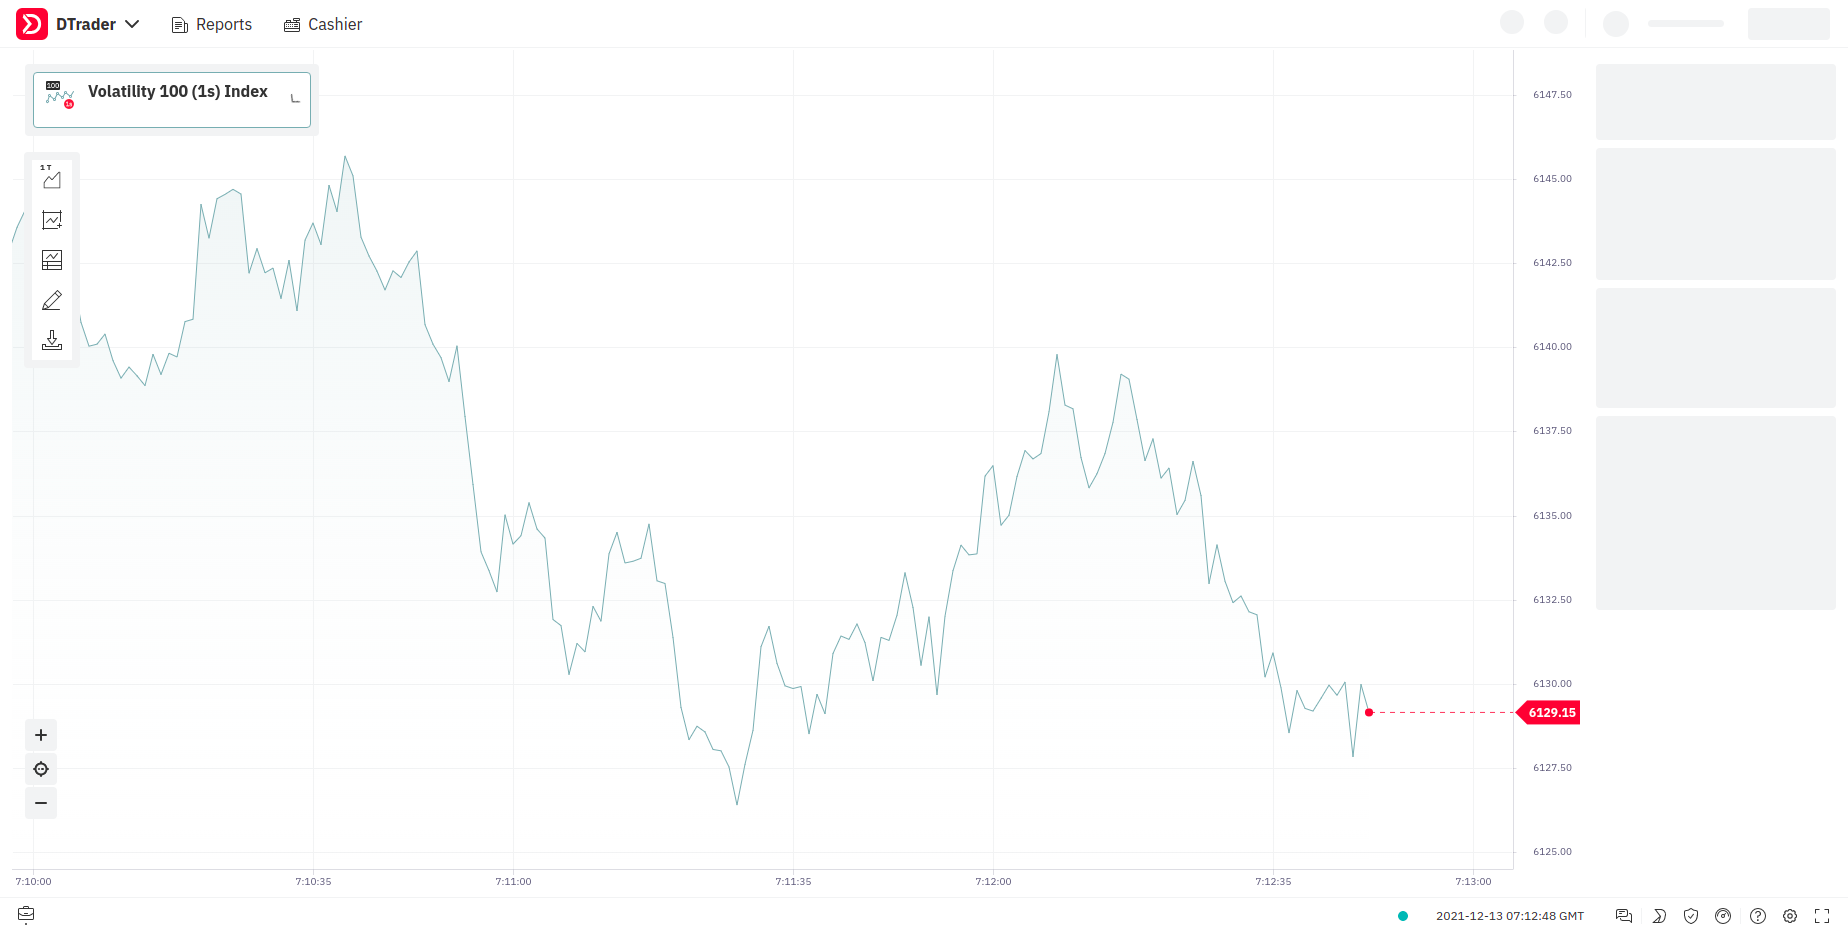 DTrader
Reports
Cashier
100
Volatility 100 (1s) Index
1s
1 T
6147.50
6145.00
6142.50
6140.00
6137.50
6135.00
6132.50
6130.00
6129.15
6127.50
6125.00
7:10:00
7:10:35
7:11:00
7:11:35
7:12:00
7:12:35
7:13:00
2021-12-13 07:12:48 GMT